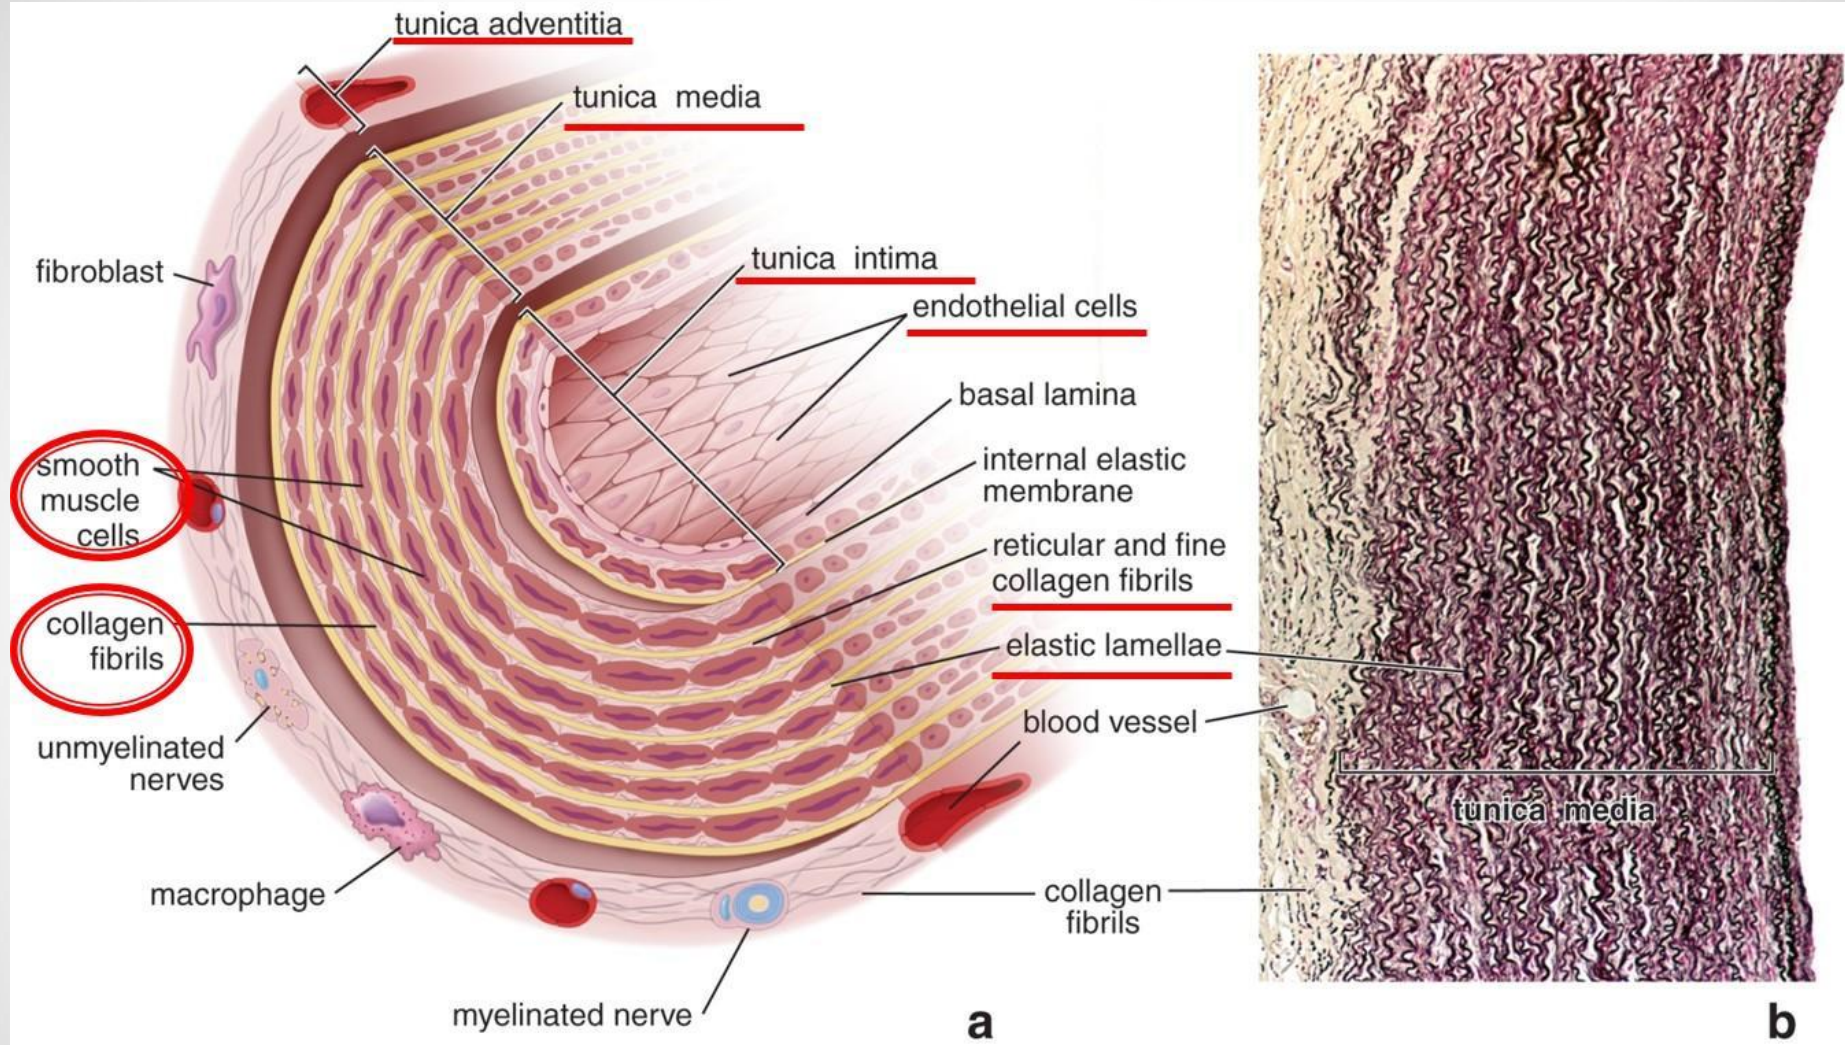 tunica adventitia
tunica media
tunica intima
endothelial cells
fibroblast
basal lamina
internal elastic
membrane
smooth
muscle
cells
reticular and fine
collagen fibrils
collagen
fibrils
elastic lamellae
blood vessel
unmyelinated
nerves
tunica media
macrophage
collagen
fibrils
myelinated nerve
a
b